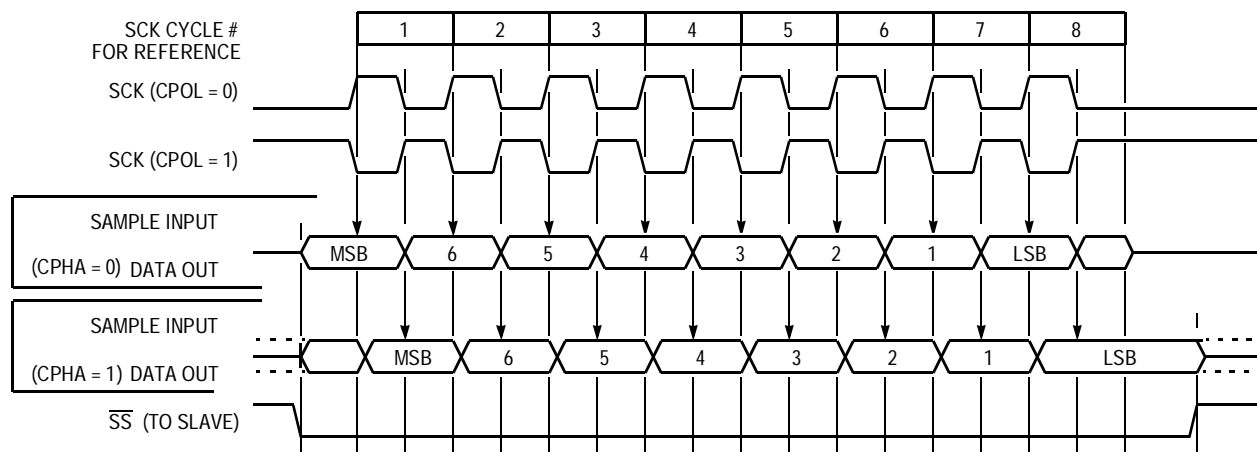 SCK CYCLE # 1 2 3 4 5 6 7 8
FOR REFERENCE
SCK (CPOL = 0)
SCK (CPOL = 1)
SAMPLE INPUT
MSB 6 5 4 3 2 1 LSB
(CPHA = 0) DATA OUT
SAMPLE INPUT
MSB 6 5 4 3 2 1 LSB
(CPHA = 1) DATA OUT
SS (TO SLAVE)